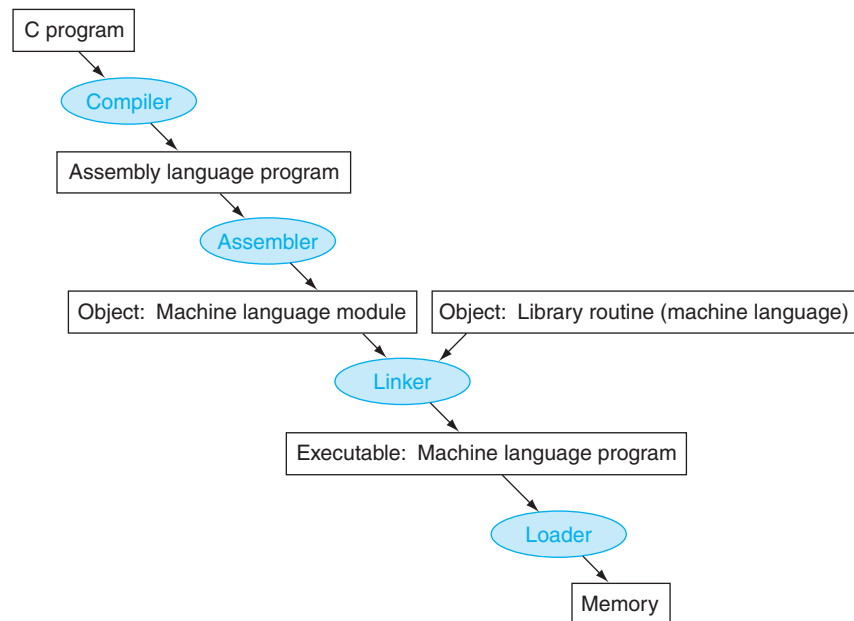 C program
Compiler
Assembly language program
Assembler
Object: Machine language module
Object: Library routine (machine language)
Linker
Executable: Machine language program
Loader
Memory